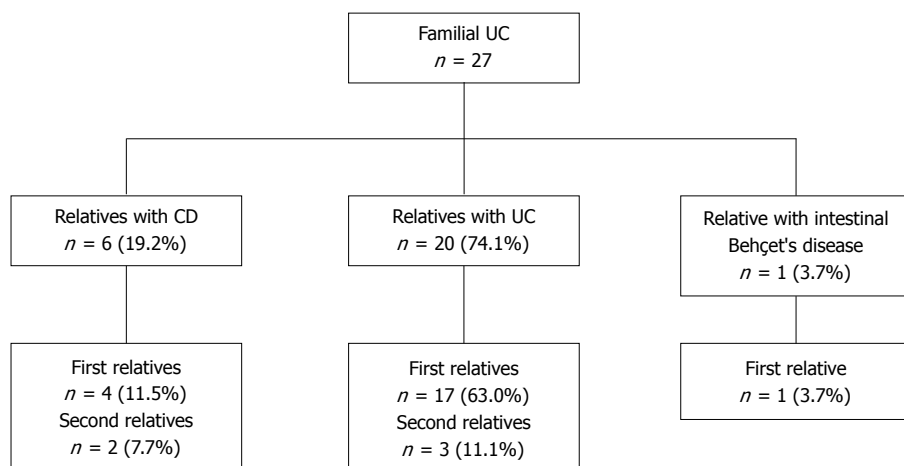 Familial UC
n = 27
Relatives with CD
n = 6 (19.2%)
Relatives with UC
n = 20 (74.1%)
Relative with intestinal
Behçet's disease
n = 1 (3.7%)
First relatives
n = 4 (11.5%)
Second relatives
n = 2 (7.7%)
First relatives
n = 17 (63.0%)
Second relatives
n = 3 (11.1%)
First relative
n = 1 (3.7%)